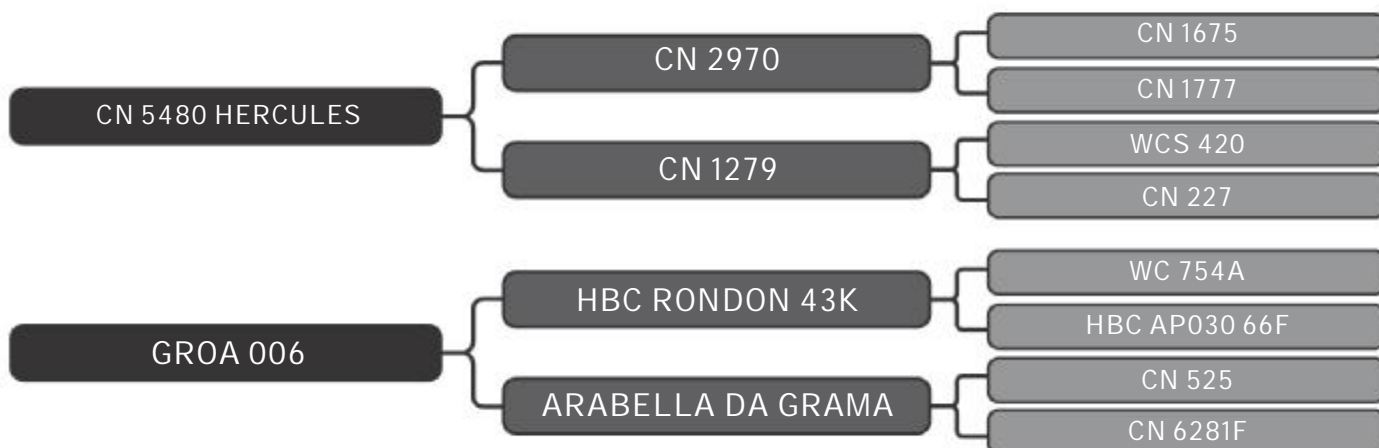 CN 5480 HERCULES
CN 2970
CN 1675
CN 1777
CN 1279
WCS 420
CN 227
GROA 006
HBC RONDON 43K
WC 754A
HBC AP030 66F
ARABELLA DA GRAMA
CN 525
CN 6281F